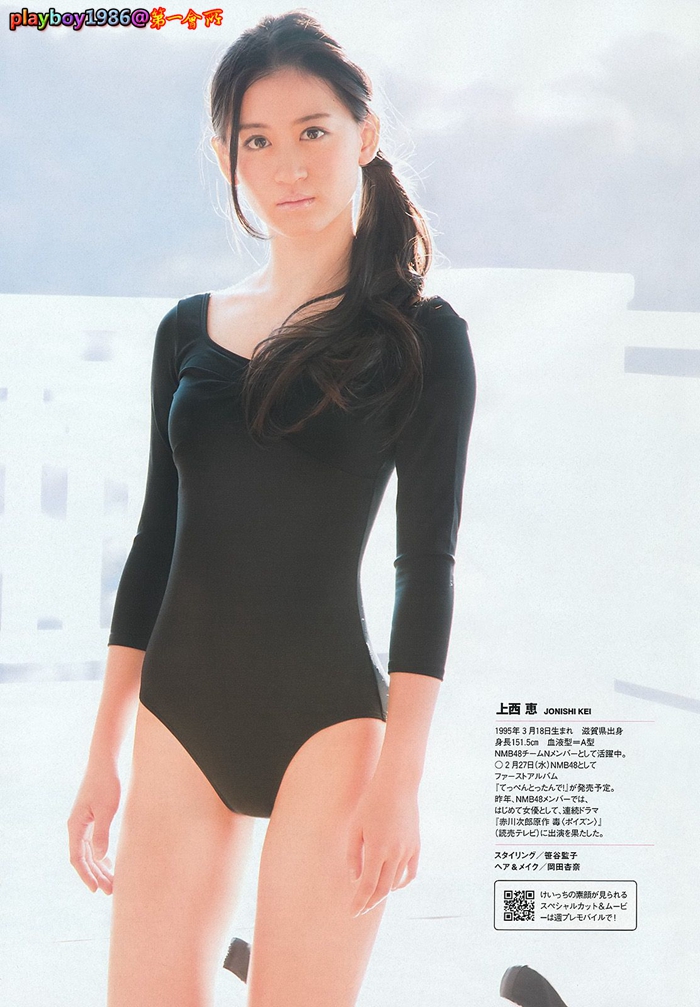 playboy1986@第一會所
上西 恵 JONISHI KEI
1995年3月18日生まれ　滋賀県出身
身長151.5㎝　血液型＝A型
NMB48チームNメンバーとして活躍中。
○2月27日（水）NMB48として
ファーストアルバム
『てっぺんとったんで！』が発売予定。
昨年、NMB48メンバーでは、
はじめて女優として、連続ドラマ
『赤川次郎原作 毒〈ポイズン〉』
（読売テレビ）に出演を果たした。
スタイリング／笹谷監子
ヘア＆メイク／岡田杏奈
けいっちの素顔が見られる
スペシャルカット＆ムービ
ーは週プレモバイルで！